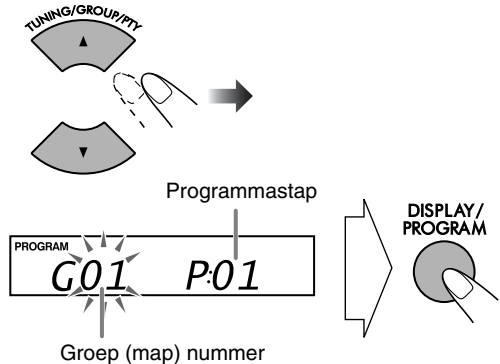 TUNING/GROUP/PTY
Programmastap
DISPLAY/
PROGRAM
PROGRAM
G01 P:01
Groep (map) nummer